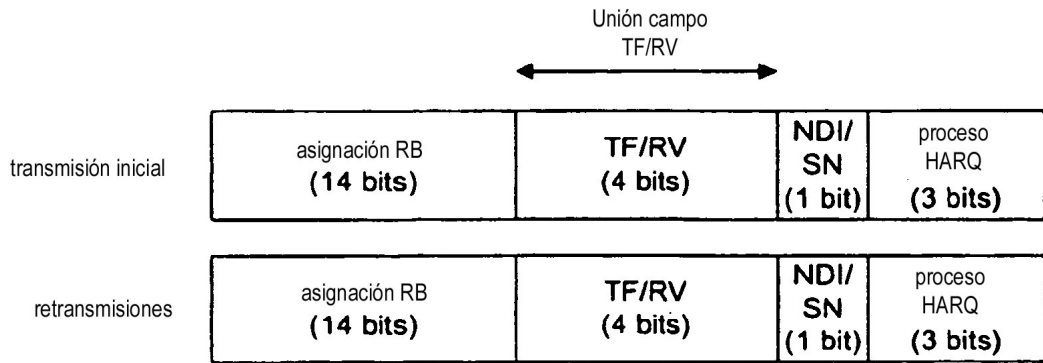 Unión campo
TF/RV
transmisión inicial
asignación RB
(14 bits)
TF/RV
(4 bits)
NDI/
SN
(1 bit)
proceso
HARQ
(3 bits)
retransmisiones
asignación RB
(14 bits)
TF/RV
(4 bits)
NDI/
SN
(1 bit)
proceso
HARQ
(3 bits)